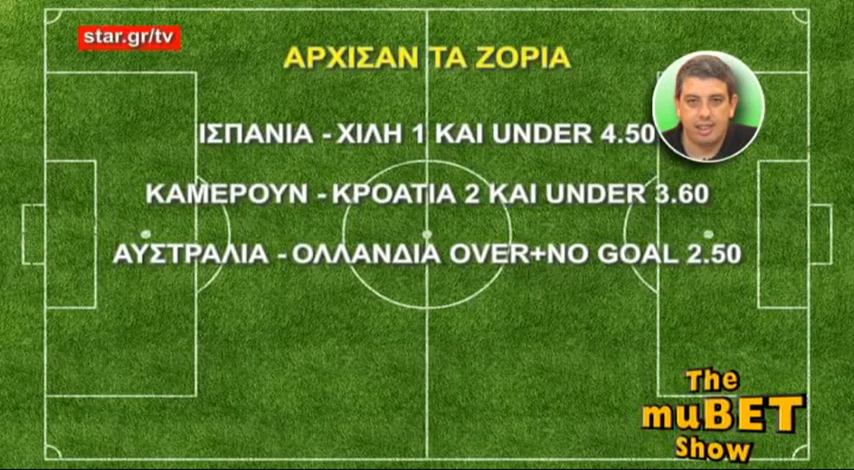 star.gr/tv
ΑΡΧΙΣΑΝ ΤΑ ΖΟΡΙΑ
ΙΣΠΑΝΙΑ - ΧΙΛΗ 1 ΚΑΙ UNDER 4.50
ΚΑΜΕΡΟΥΝ - ΚΡΟΑΤΙΑ 2 ΚΑΙ UNDER 3.60
ΑΥΣΤΡΑΛΙΑ - ΟΛΛΑΝΔΙΑ OVER+NO GOAL 2.50
The
muBET
Show